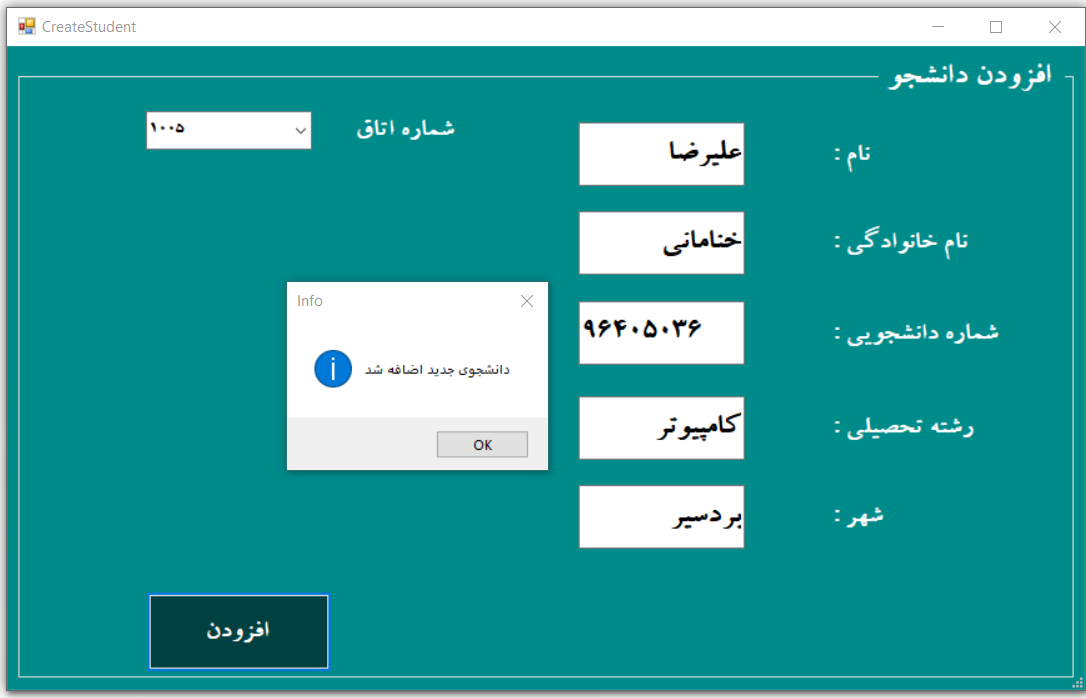 CreateStudent
افزودن دانشجو
نام :
علیرضا
شماره اتاق
۱۰۰۵
نام خانوادگی :
خنامانی
شماره دانشجویی :
۹۶۴۰۵۰۳۶
رشته تحصیلی :
کامپیوتر
شهر :
بردسیر
Info
دانشجوی جدید اضافه شد
OK
افزودن